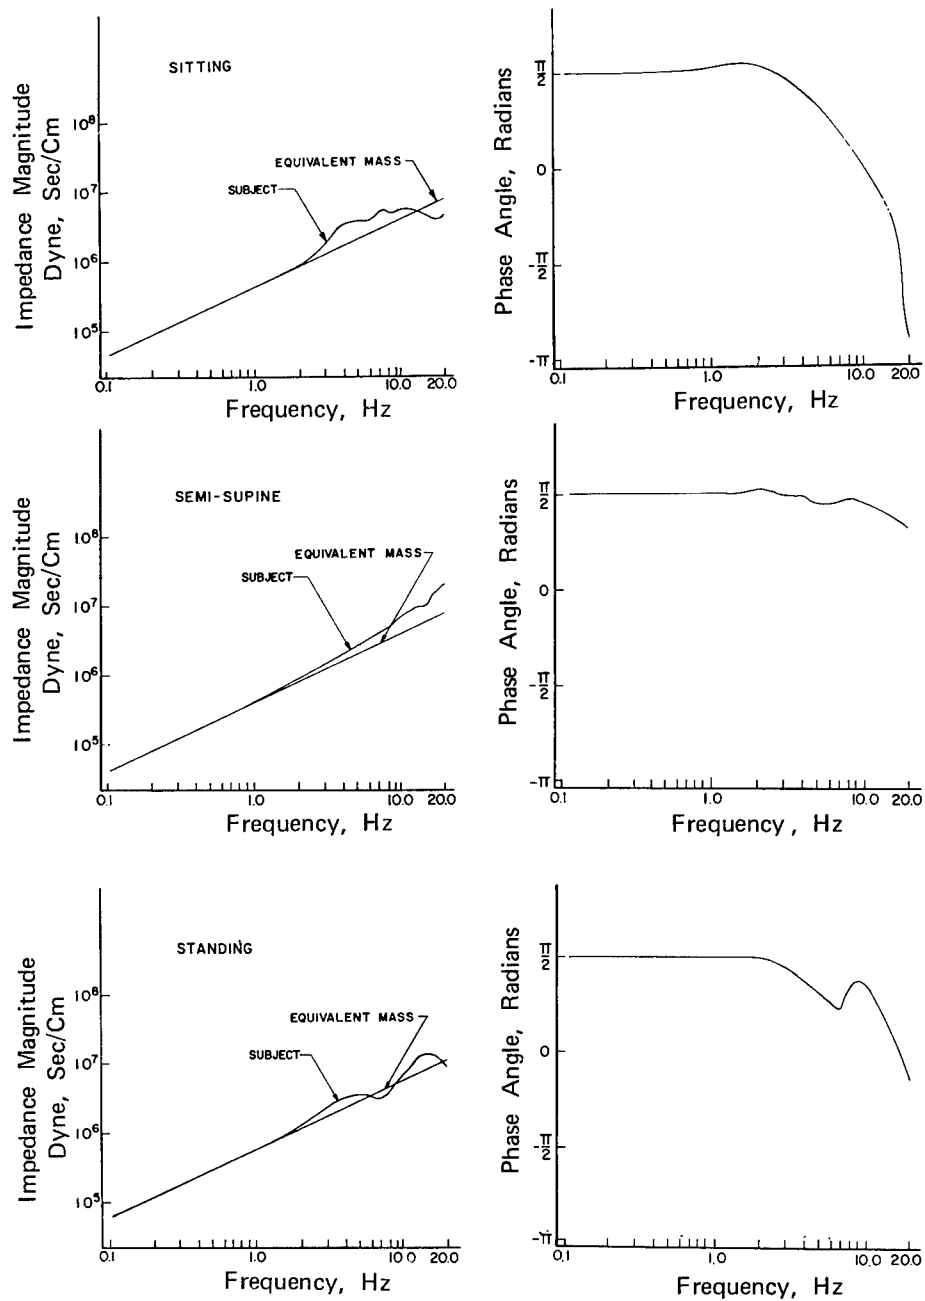 SITTING
Impedance Magnitude
Dyne, Sec/Cm
10⁸
10⁷
10⁶
10⁵
EQUIVALENT MASS
SUBJECT
0.1
1.0
10.0
20.0
Frequency, Hz
Phase Angle, Radians
π/2
0
-π/2
-π
0.1
1.0
10.0
20.0
Frequency, Hz
SEMI-SUPINE
Impedance Magnitude
Dyne, Sec/Cm
10⁸
10⁷
10⁶
10⁵
EQUIVALENT MASS
SUBJECT
0.1
1.0
10.0
20.0
Frequency, Hz
Phase Angle, Radians
π/2
0
-π/2
-π
0.1
1.0
10.0
20.0
Frequency, Hz
STANDING
Impedance Magnitude
Dyne, Sec/Cm
10⁸
10⁷
10⁶
10⁵
EQUIVALENT MASS
SUBJECT
0.1
1.0
10.0
20.0
Frequency, Hz
Phase Angle, Radians
π/2
0
-π/2
-π
0.1
1.0
10.0
20.0
Frequency, Hz